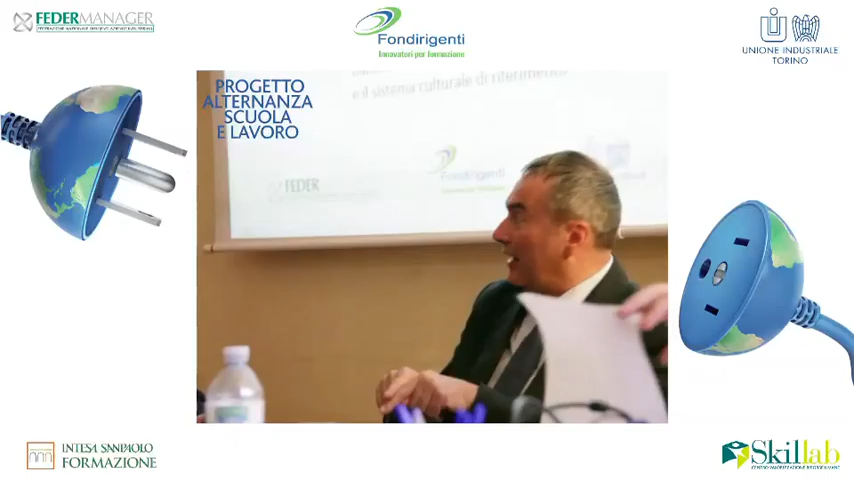 FEDERMANAGER
Fondirigenti
Innovatori per formazione
UNIONE INDUSTRIALE
TORINO
PROGETTO
ALTERNANZA
SCUOLA
E LAVORO
e il sistema culturale di riferimento
FEDER
Fondirigenti
INTESA SANPAOLO
FORMAZIONE
Skillab